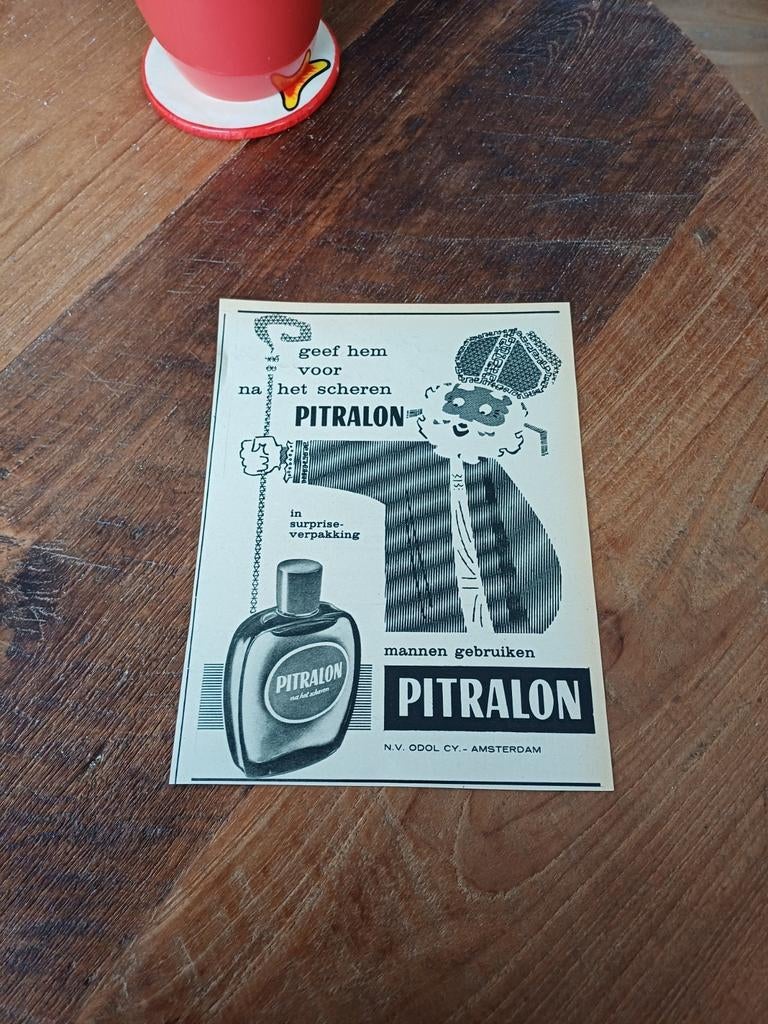 geef hem
voor
na het scheren
PITRALON
in
surprise-
verpakking
PITRALON
na het scheren
mannen gebruiken
PITRALON
N.V. ODOL CY. - AMSTERDAM